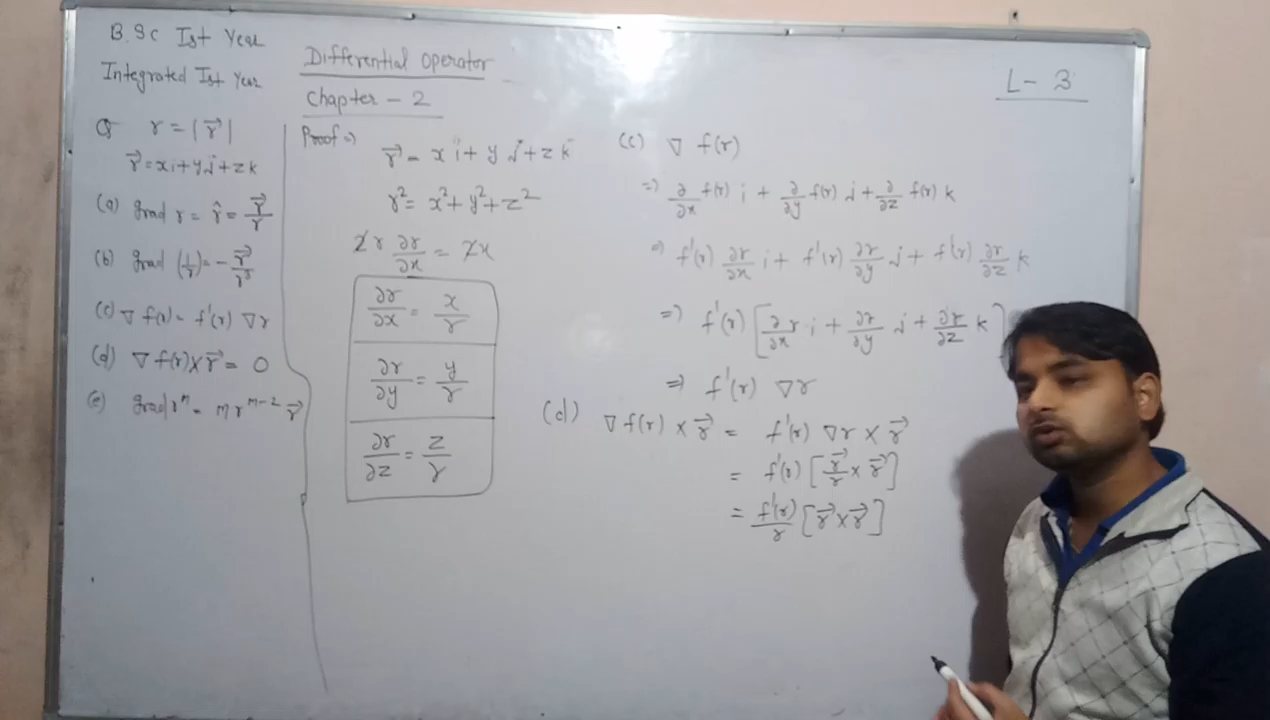 B.Sc Ist Year
Integrated Ist Year
Differential Operator
Chapter - 2
L - 3
Q r = |r⃗|
r⃗ = xi + yj + zk
(a) grad r = r̂ = r⃗/r
(b) grad (1/r) = - r⃗/r³
(c) ∇ f(r) = f'(r) ∇r
(d) ∇ f(r) × r⃗ = 0
(e) grad rⁿ = n rⁿ⁻² r⃗
Proof ⇒
r⃗ = x i + y j + z k
r² = x² + y² + z²
2r ∂r/∂x = 2x
∂r/∂x = x/r
∂r/∂y = y/r
∂r/∂z = z/r
(c) ∇ f(r)
⇒ ∂/∂x f(r) i + ∂/∂y f(r) j + ∂/∂z f(r) k
⇒ f'(r) ∂r/∂x i + f'(r) ∂r/∂y j + f'(r) ∂r/∂z k
⇒ f'(r) [∂r/∂x i + ∂r/∂y j + ∂r/∂z k]
⇒ f'(r) ∇r
(d) ∇ f(r) × r⃗ = f'(r) ∇r × r⃗
= f'(r) [r⃗/r × r⃗]
= f'(r)/r [r⃗ × r⃗]